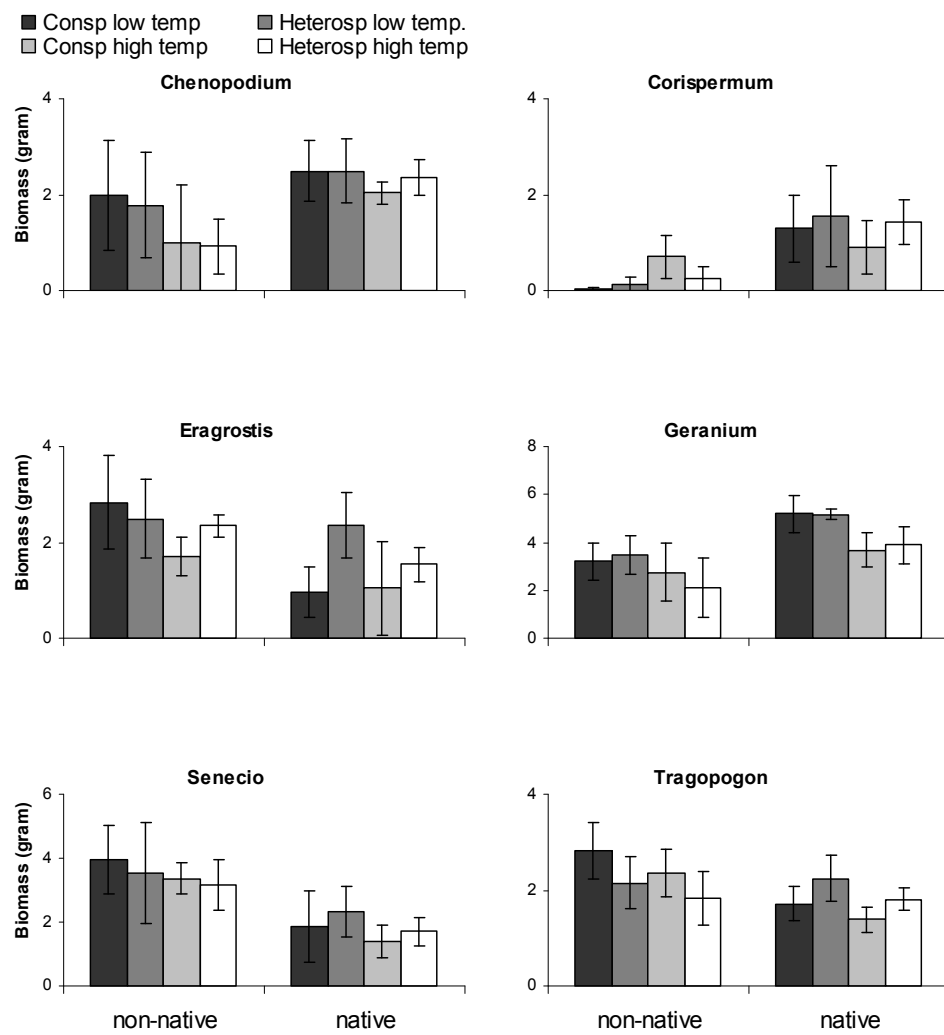 Consp low temp Heterosp low temp.
Consp high temp Heterosp high temp
Chenopodium Corispermum
4 4
Biomass (gram)
2 2
0 0
Eragrostis Geranium
4 8
Biomass (gram)
6
2 4
2
0 0
Senecio Tragopogon
6 4
Biomass (gram)
4
2
2
0 0
non-native native non-native native